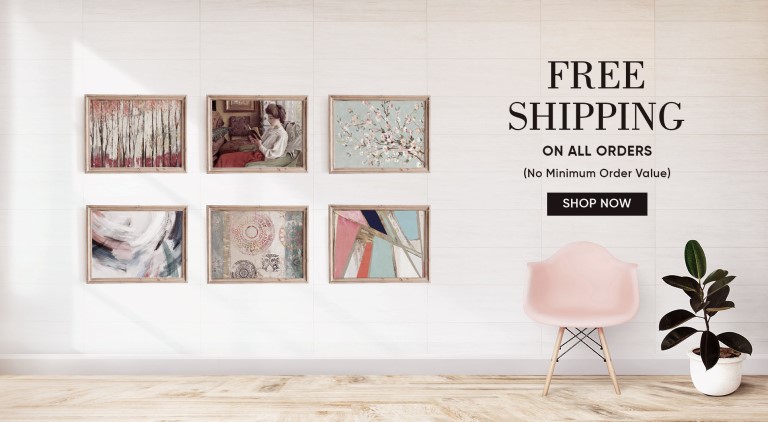 FREE
SHIPPING
ON ALL ORDERS
(No Minimum Order Value)
SHOP NOW